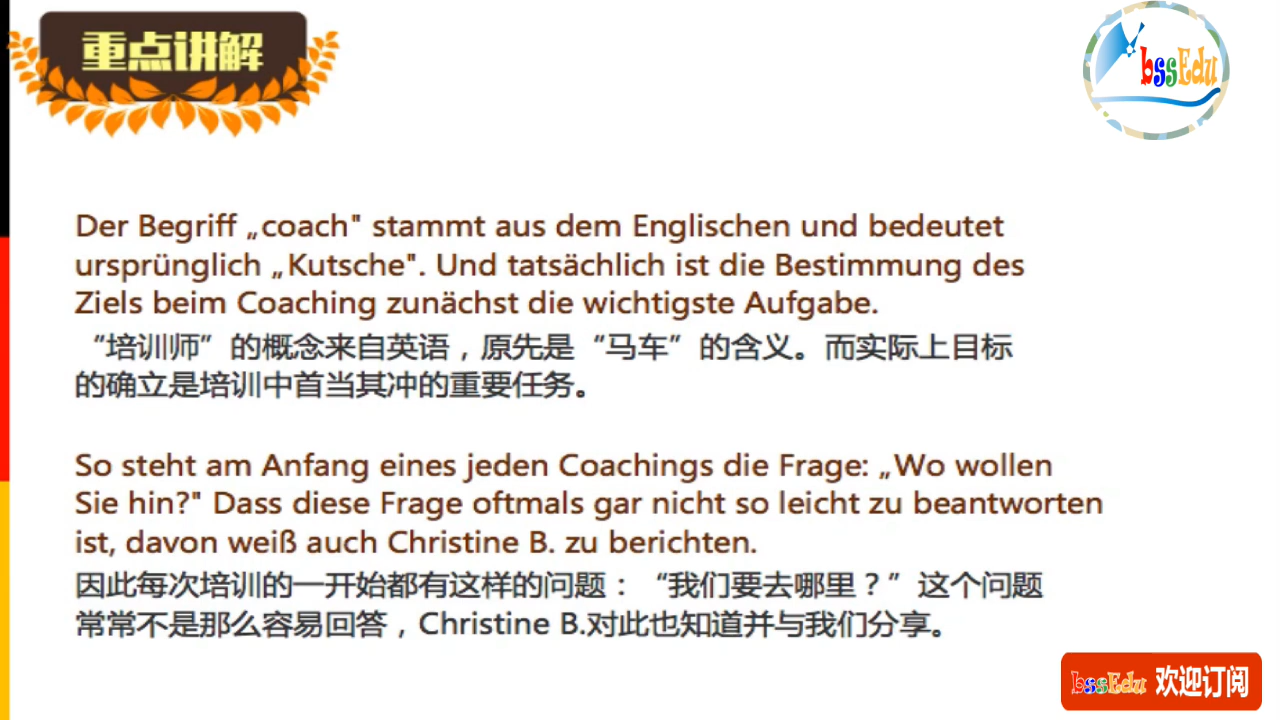 重点讲解
bssEdu
Der Begriff „coach" stammt aus dem Englischen und bedeutet
ursprünglich „Kutsche". Und tatsächlich ist die Bestimmung des
Ziels beim Coaching zunächst die wichtigste Aufgabe.
“培训师”的概念来自英语，原先是“马车”的含义。而实际上目标
的确立是培训中首当其冲的重要任务。
So steht am Anfang eines jeden Coachings die Frage: „Wo wollen
Sie hin?" Dass diese Frage oftmals gar nicht so leicht zu beantworten
ist, davon weiß auch Christine B. zu berichten.
因此每次培训的一开始都有这样的问题：“我们要去哪里？”这个问题
常常不是那么容易回答，Christine B.对此也知道并与我们分享。
bssEdu 欢迎订阅